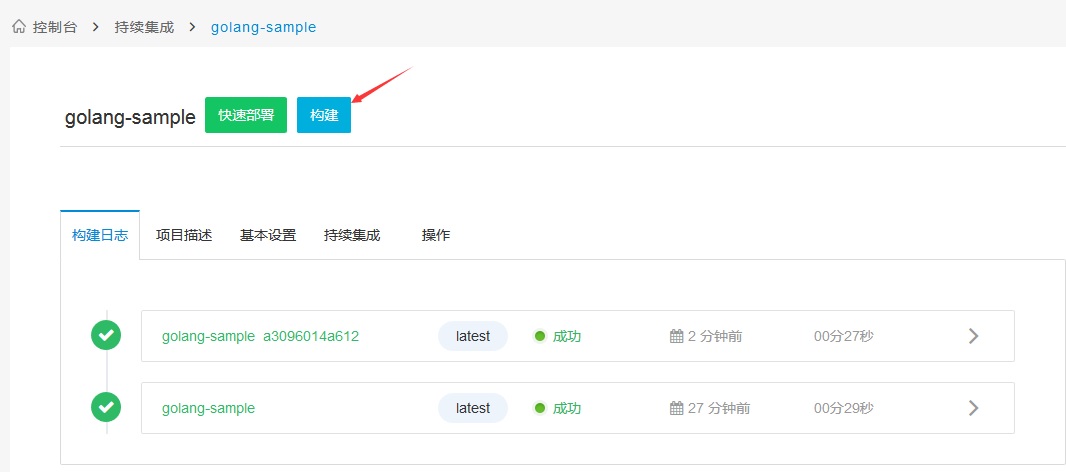 控制台 > 持续集成 > golang-sample
golang-sample 快速部署 构建
构建日志 项目描述 基本设置 持续集成 操作
golang-sample a3096014a612 latest 成功 2 分钟前 00分27秒
golang-sample latest 成功 27 分钟前 00分29秒